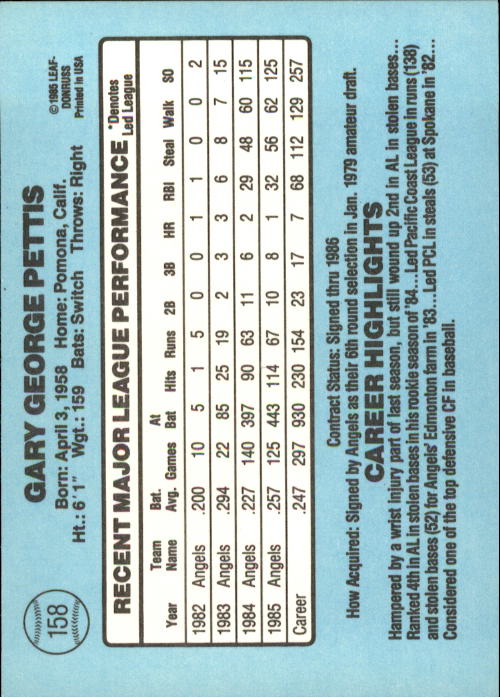 158
GARY GEORGE PETTIS
Born: April 3, 1958 Home: Pomona, Calif.
Ht.: 6'1" Wgt.: 159 Bats: Switch Throws: Right
©1985 LEAF-
DONRUSS
Printed in USA
RECENT MAJOR LEAGUE PERFORMANCE *Denotes
Led League
Year Team Name Bat. Avg. Games At Bat Hits Runs 2B 3B HR RBI Steal Walk SO
1982 Angels .200 10 5 1 5 0 0 1 1 0 0 2
1983 Angels .294 22 85 25 19 2 3 3 6 8 7 15
1984 Angels .227 140 397 90 63 11 6 2 29 48 60 115
1985 Angels .257 125 443 114 67 10 8 1 32 56 62 125
Career .247 297 930 230 154 23 17 7 68 112 129 257
Contract Status: Signed thru 1986
How Acquired: Signed by Angels as their 6th round selection in Jan. 1979 amateur draft.
CAREER HIGHLIGHTS
Hampered by a wrist injury part of last season, but still wound up 2nd in AL in stolen bases...
Ranked 4th in AL in stolen bases in his rookie season of '84...Led Pacific Coast League in runs (138)
and stolen bases (52) for Angels' Edmonton farm in '83...Led PCL in steals (53) at Spokane in '82...
Considered one of the top defensive CF in baseball.